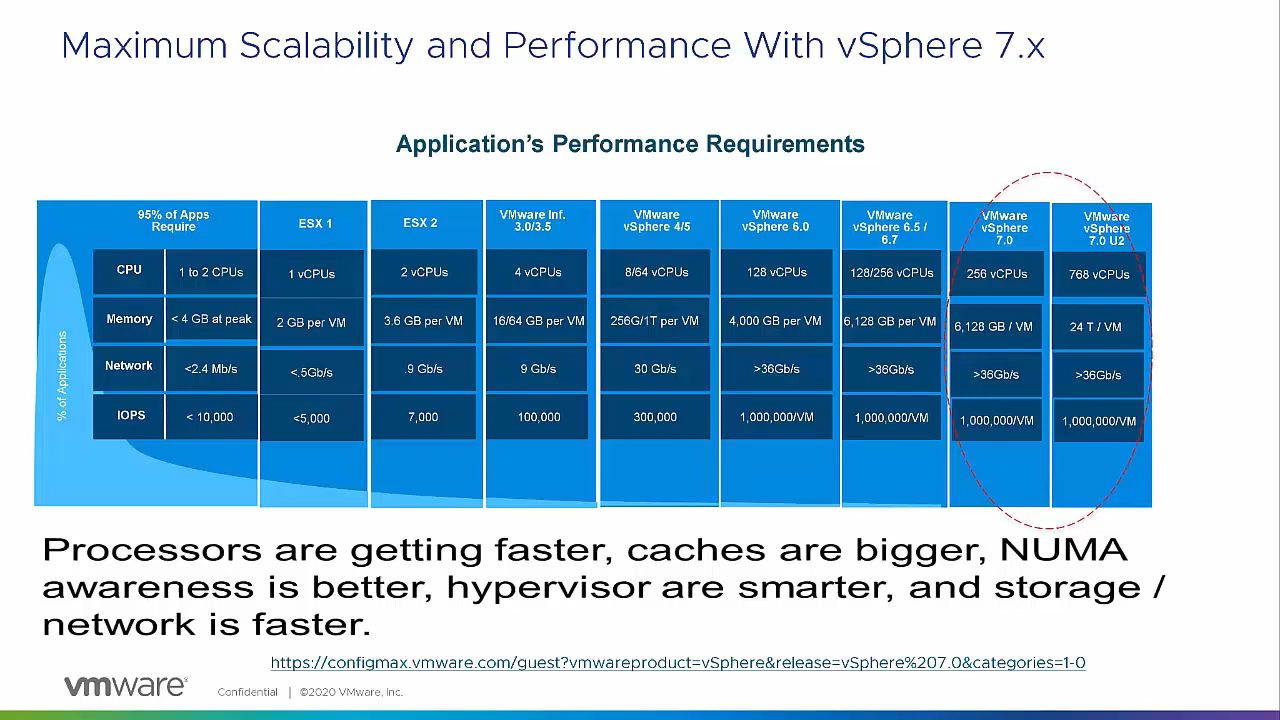 Maximum Scalability and Performance With vSphere 7.x
Application's Performance Requirements
95% of Apps
Require
ESX 1
ESX 2
VMware Inf.
3.0/3.5
VMware
vSphere 4/5
VMware
vSphere 6.0
VMware
vSphere 6.5 /
6.7
VMware
vSphere
7.0
VMware
vSphere
7.0 U2
% of Applications
CPU 1 to 2 CPUs 1 vCPUs 2 vCPUs 4 vCPUs 8/64 vCPUs 128 vCPUs 128/256 vCPUs 256 vCPUs 768 vCPUs
Memory < 4 GB at peak 2 GB per VM 3.6 GB per VM 16/64 GB per VM 256G/1T per VM 4,000 GB per VM 6,128 GB per VM 6,128 GB / VM 24 T / VM
Network <2.4 Mb/s <.5Gb/s .9 Gb/s 9 Gb/s 30 Gb/s >36Gb/s >36Gb/s >36Gb/s >36Gb/s
IOPS < 10,000 <5,000 7,000 100,000 300,000 1,000,000/VM 1,000,000/VM 1,000,000/VM 1,000,000/VM
Processors are getting faster, caches are bigger, NUMA
awareness is better, hypervisor are smarter, and storage /
network is faster.
https://configmax.vmware.com/guest?vmwareproduct=vSphere&release=vSphere%207.0&categories=1-0
vmware® Confidential | ©2020 VMware, Inc.